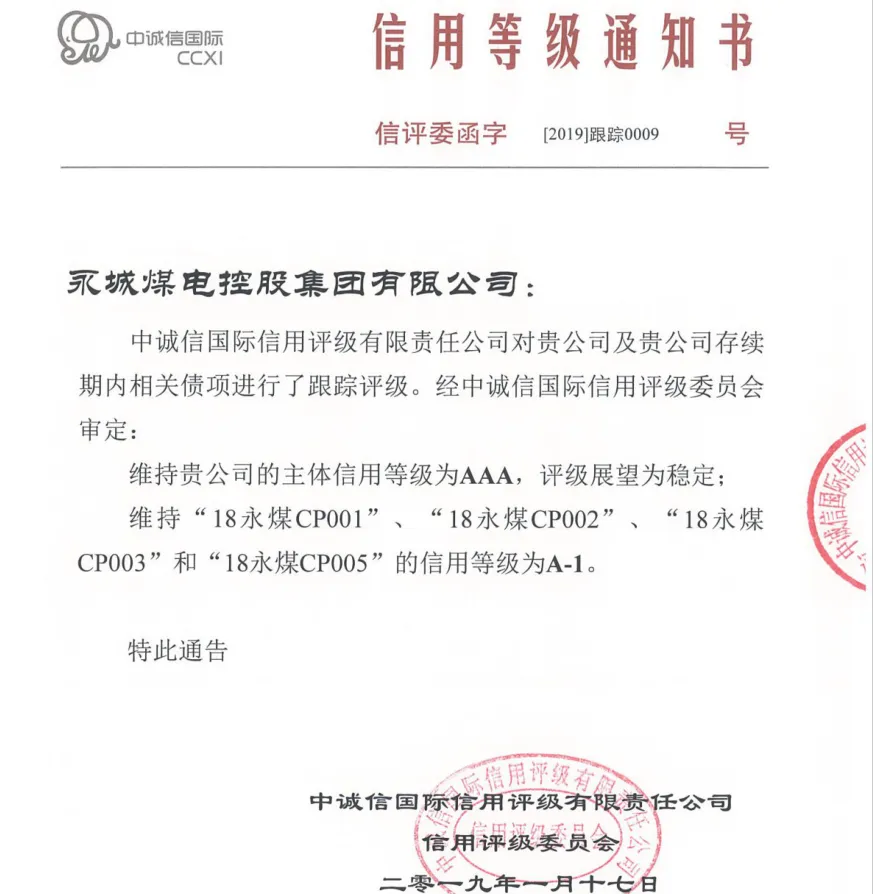 中诚信国际
CCXI
信用等级通知书
信评委函字 [2019]跟踪0009 号
永城煤电控股集团有限公司：
中诚信国际信用评级有限责任公司对贵公司及贵公司存续
期内相关债项进行了跟踪评级。经中诚信国际信用评级委员会
审定：
维持贵公司的主体信用等级为AAA，评级展望为稳定；
维持“18永煤CP001”、“18永煤CP002”、“18永煤
CP003”和“18永煤CP005”的信用等级为A-1。
特此通告
中诚信国际信用
中诚信国际信用评级有限责任公司
信用评级委员会
中诚信国际信用评级有限责任公司
信用评级委员会
二零一九年一月十七日